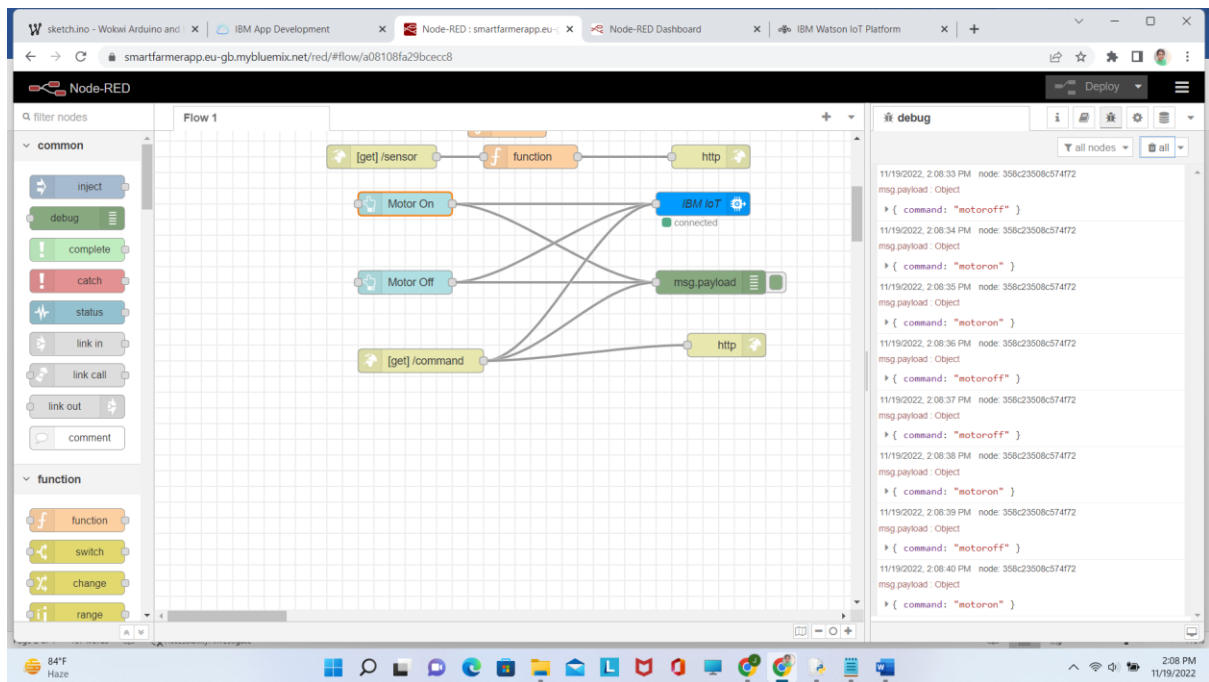 sketch.ino - Wokwi Arduino and
IBM App Development
Node-RED : smartfarmerapp.eu-g
Node-RED Dashboard
IBM Watson IoT Platform
smartfarmerapp.eu-gb.mybluemix.net/red/#flow/a08108fa29bcecc8
Node-RED
Deploy
filter nodes
Flow 1
debug
all nodes
all
common
inject
debug
complete
catch
status
link in
link call
link out
comment
function
function
switch
change
range
[get] /sensor
function
http
Motor On
IBM IoT
connected
Motor Off
msg.payload
[get] /command
http
11/19/2022, 2:08:33 PM node: 358c23508c574f72
msg.payload : Object
{ command: "motoroff" }
11/19/2022, 2:08:34 PM node: 358c23508c574f72
msg.payload : Object
{ command: "motoron" }
11/19/2022, 2:08:35 PM node: 358c23508c574f72
msg.payload : Object
{ command: "motoron" }
11/19/2022, 2:08:36 PM node: 358c23508c574f72
msg.payload : Object
{ command: "motoroff" }
11/19/2022, 2:08:37 PM node: 358c23508c574f72
msg.payload : Object
{ command: "motoroff" }
11/19/2022, 2:08:38 PM node: 358c23508c574f72
msg.payload : Object
{ command: "motoron" }
11/19/2022, 2:08:39 PM node: 358c23508c574f72
msg.payload : Object
{ command: "motoroff" }
11/19/2022, 2:08:40 PM node: 358c23508c574f72
msg.payload : Object
{ command: "motoron" }
84°F
Haze
2:08 PM
11/19/2022